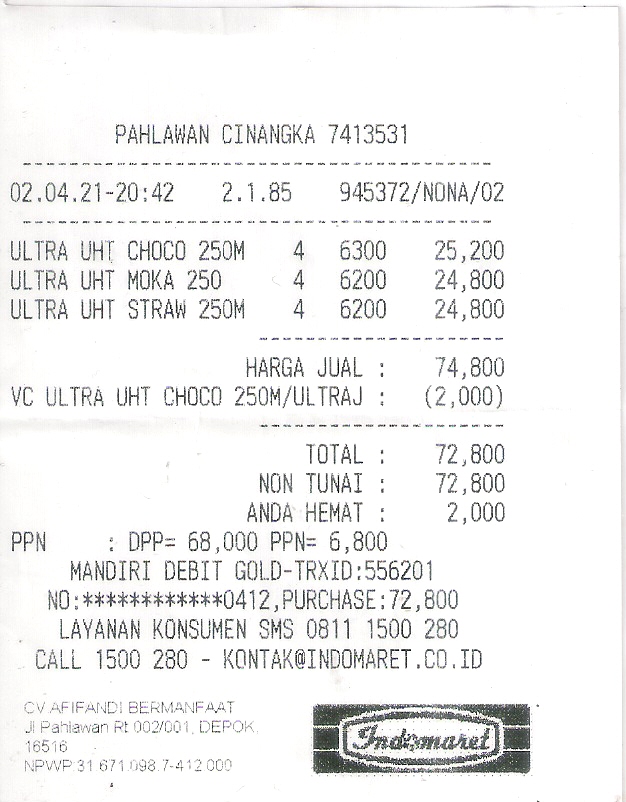 PAHLAWAN CINANGKA 7413531
02.04.21-20:42 2.1.85 945372/NONA/02
ULTRA UHT CHOCO 250M 4 6300 25,200
ULTRA UHT MOKA 250 4 6200 24,800
ULTRA UHT STRAW 250M 4 6200 24,800
HARGA JUAL : 74,800
VC ULTRA UHT CHOCO 250M/ULTRAJ : (2,000)
TOTAL : 72,800
NON TUNAI : 72,800
ANDA HEMAT : 2,000
PPN : DPP= 68,000 PPN= 6,800
MANDIRI DEBIT GOLD-TRXID:556201
NO:************0412,PURCHASE:72,800
LAYANAN KONSUMEN SMS 0811 1500 280
CALL 1500 280 - KONTAK@INDOMARET.CO.ID
CV.AFIFANDI BERMANFAAT
Jl Pahlawan Rt 002/001, DEPOK,
16516
NPWP:31.671.098.7-412.000
Indomaret